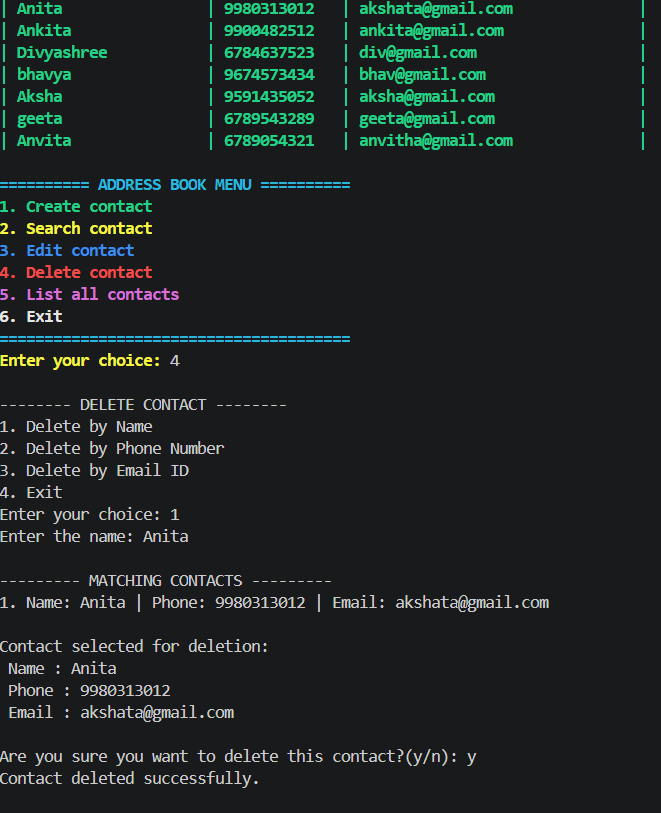 | Anita | 9980313012 | akshata@gmail.com |
| Ankita | 9900482512 | ankita@gmail.com |
| Divyashree | 6784637523 | div@gmail.com |
| bhavya | 9674573434 | bhav@gmail.com |
| Aksha | 9591435052 | aksha@gmail.com |
| geeta | 6789543289 | geeta@gmail.com |
| Anvita | 6789054321 | anvitha@gmail.com |
========== ADDRESS BOOK MENU ==========
1. Create contact
2. Search contact
3. Edit contact
4. Delete contact
5. List all contacts
6. Exit
=======================================
Enter your choice: 4
-------- DELETE CONTACT --------
1. Delete by Name
2. Delete by Phone Number
3. Delete by Email ID
4. Exit
Enter your choice: 1
Enter the name: Anita
--------- MATCHING CONTACTS ---------
1. Name: Anita | Phone: 9980313012 | Email: akshata@gmail.com
Contact selected for deletion:
Name : Anita
Phone : 9980313012
Email : akshata@gmail.com
Are you sure you want to delete this contact?(y/n): y
Contact deleted successfully.